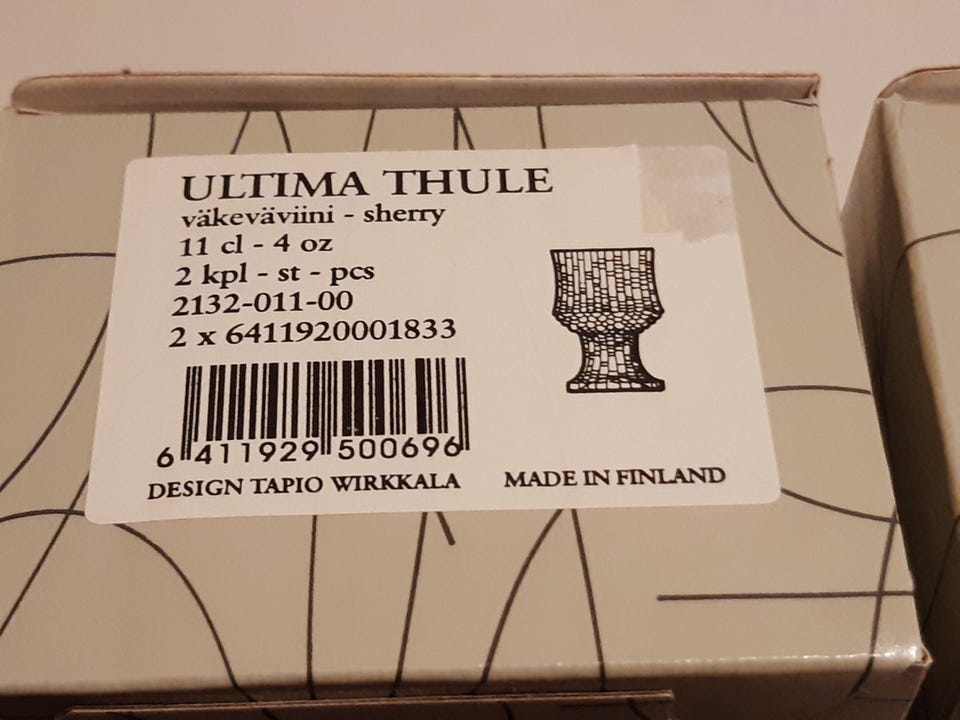 ULTIMA THULE
väkeväviini - sherry
11 cl - 4 oz
2 kpl - st - pcs
2132-011-00
2 x 6411920001833
6 411929 500696
DESIGN TAPIO WIRKKALA
MADE IN FINLAND